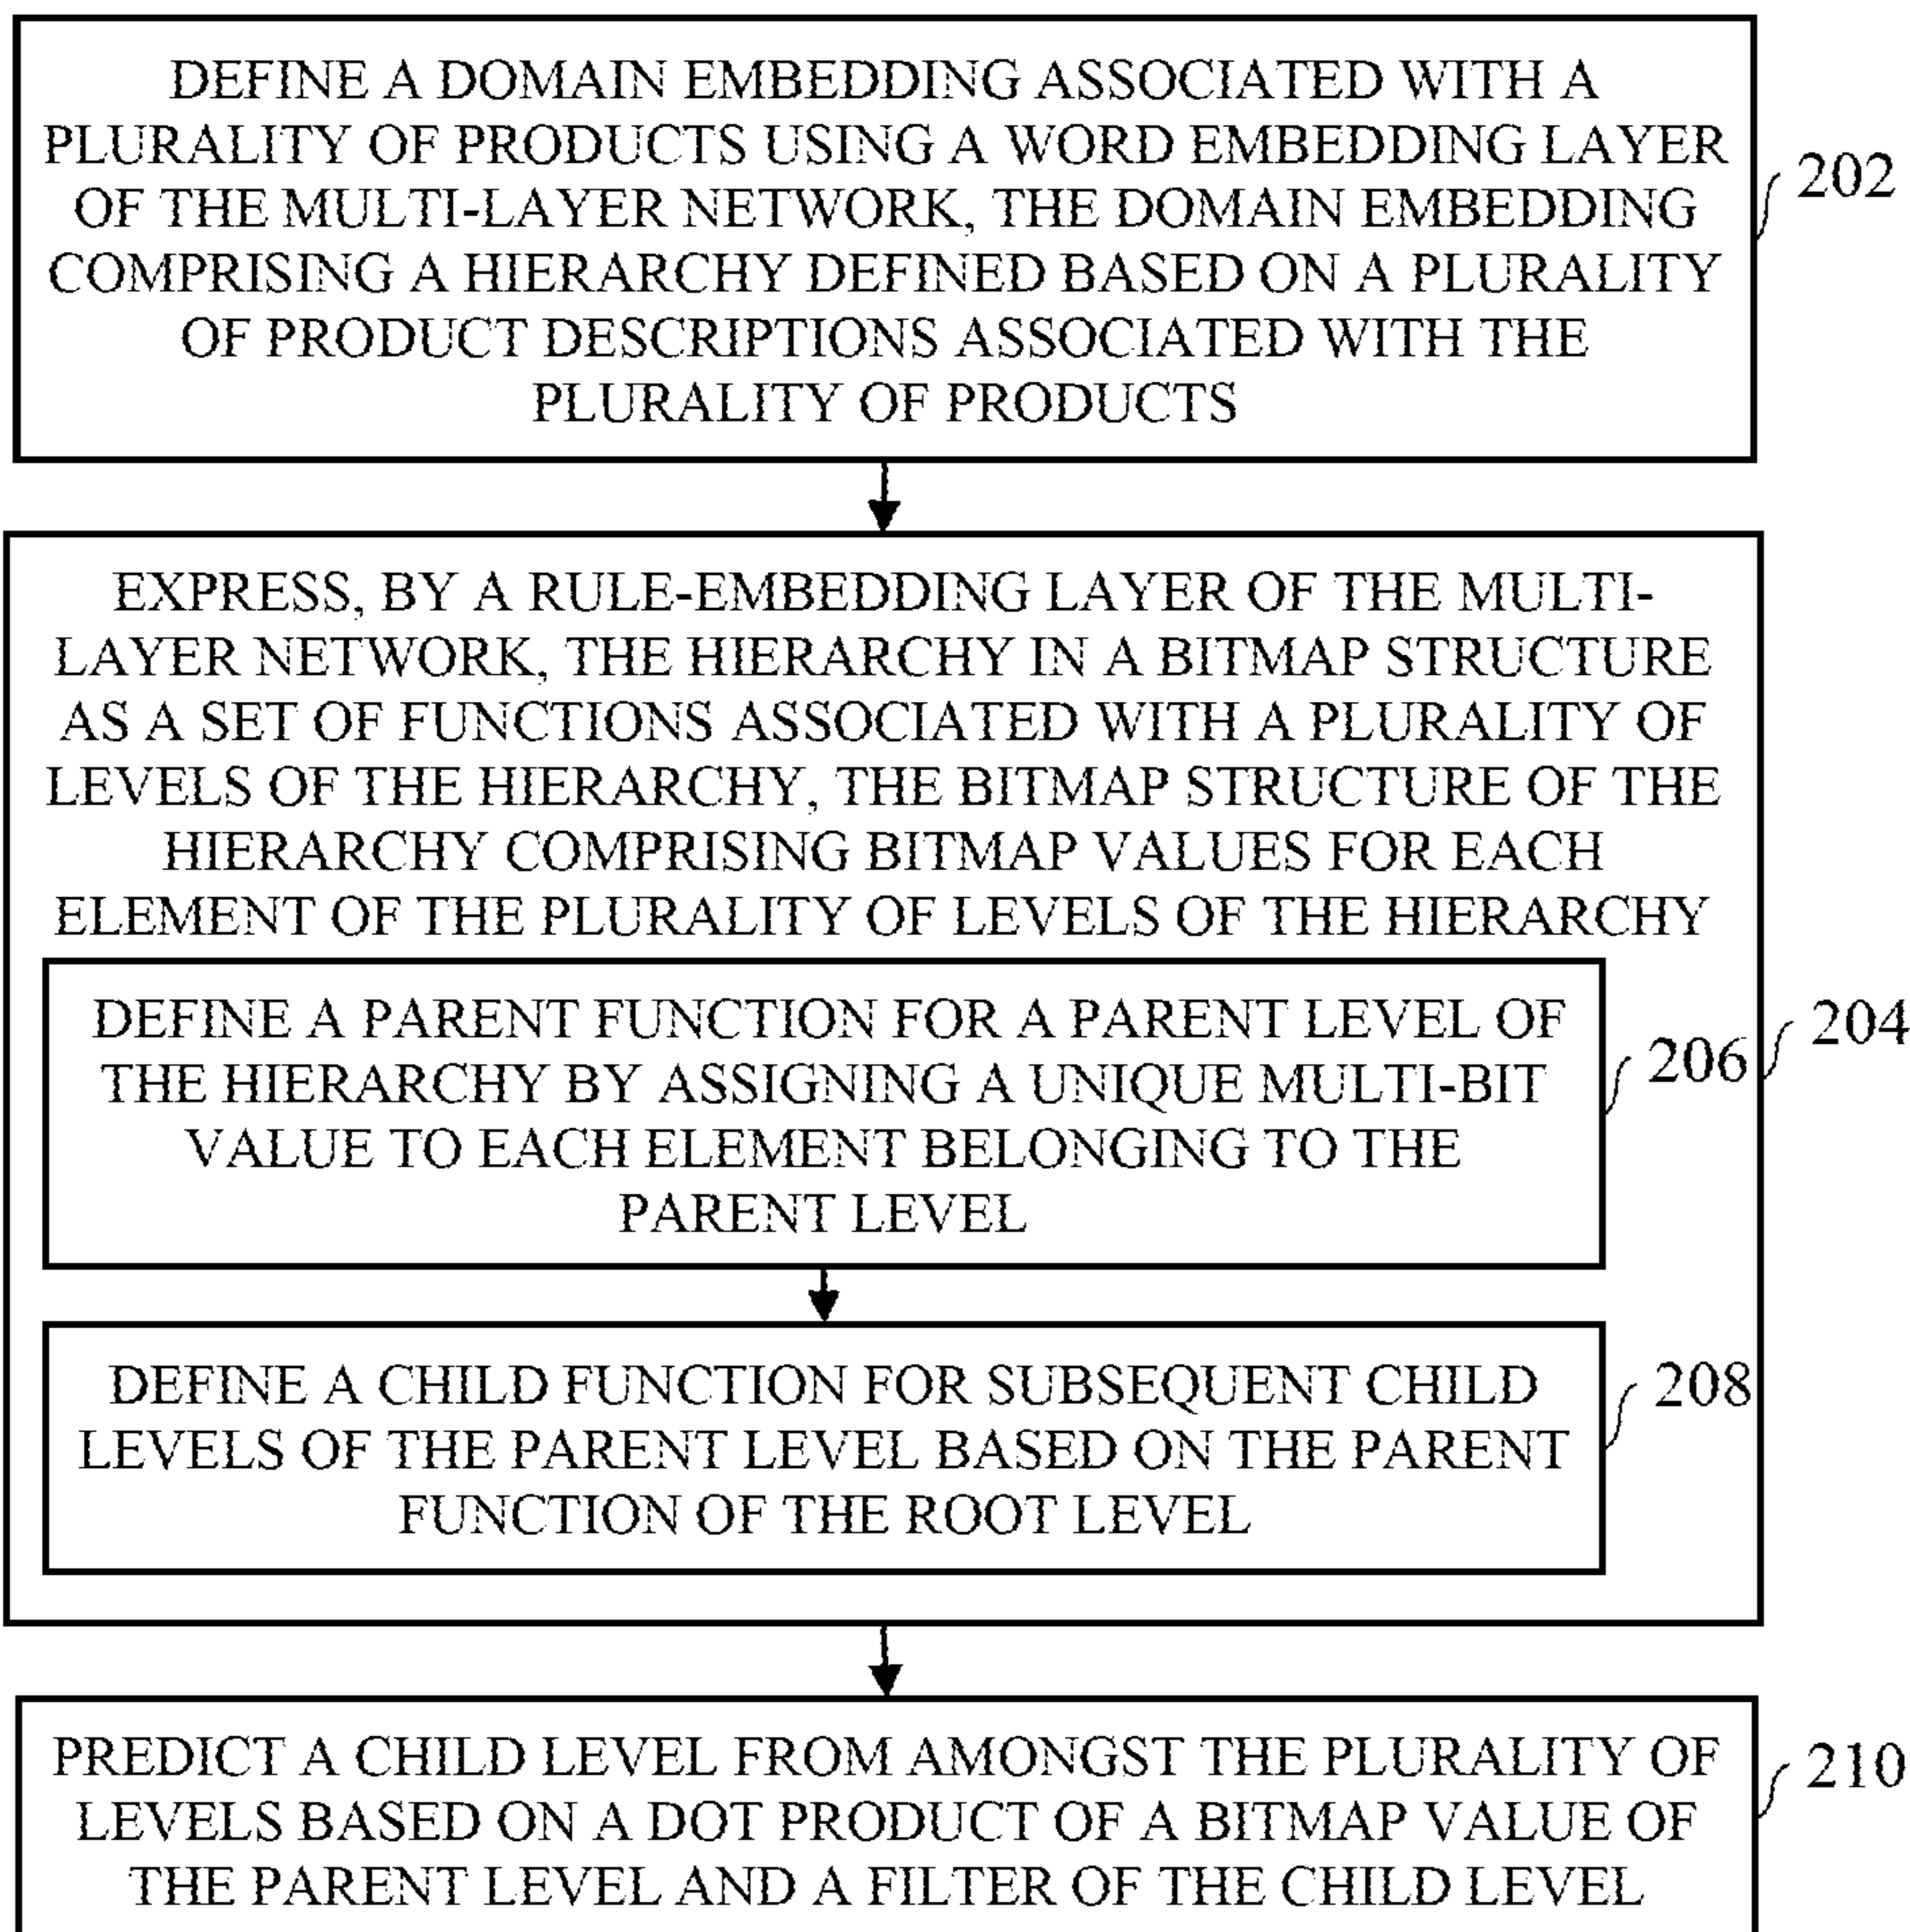 DEFINE A DOMAIN EMBEDDING ASSOCIATED WITH A
PLURALITY OF PRODUCTS USING A WORD EMBEDDING LAYER
OF THE MULTI-LAYER NETWORK, THE DOMAIN EMBEDDING
COMPRISING A HIERARCHY DEFINED BASED ON A PLURALITY
OF PRODUCT DESCRIPTIONS ASSOCIATED WITH THE
PLURALITY OF PRODUCTS
202
EXPRESS, BY A RULE-EMBEDDING LAYER OF THE MULTI-
LAYER NETWORK, THE HIERARCHY IN A BITMAP STRUCTURE
AS A SET OF FUNCTIONS ASSOCIATED WITH A PLURALITY OF
LEVELS OF THE HIERARCHY, THE BITMAP STRUCTURE OF THE
HIERARCHY COMPRISING BITMAP VALUES FOR EACH
ELEMENT OF THE PLURALITY OF LEVELS OF THE HIERARCHY
204
DEFINE A PARENT FUNCTION FOR A PARENT LEVEL OF
THE HIERARCHY BY ASSIGNING A UNIQUE MULTI-BIT
VALUE TO EACH ELEMENT BELONGING TO THE
PARENT LEVEL
206
DEFINE A CHILD FUNCTION FOR SUBSEQUENT CHILD
LEVELS OF THE PARENT LEVEL BASED ON THE PARENT
FUNCTION OF THE ROOT LEVEL
208
PREDICT A CHILD LEVEL FROM AMONGST THE PLURALITY OF
LEVELS BASED ON A DOT PRODUCT OF A BITMAP VALUE OF
THE PARENT LEVEL AND A FILTER OF THE CHILD LEVEL
210